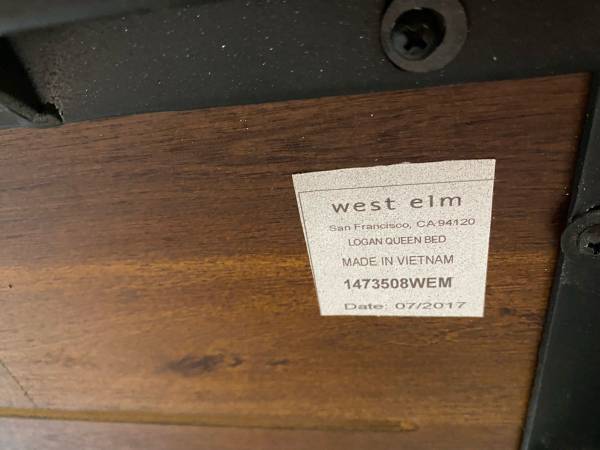 west elm
San Francisco, CA 94120
LOGAN QUEEN BED
MADE IN VIETNAM
1473508WEM
Date: 07/2017